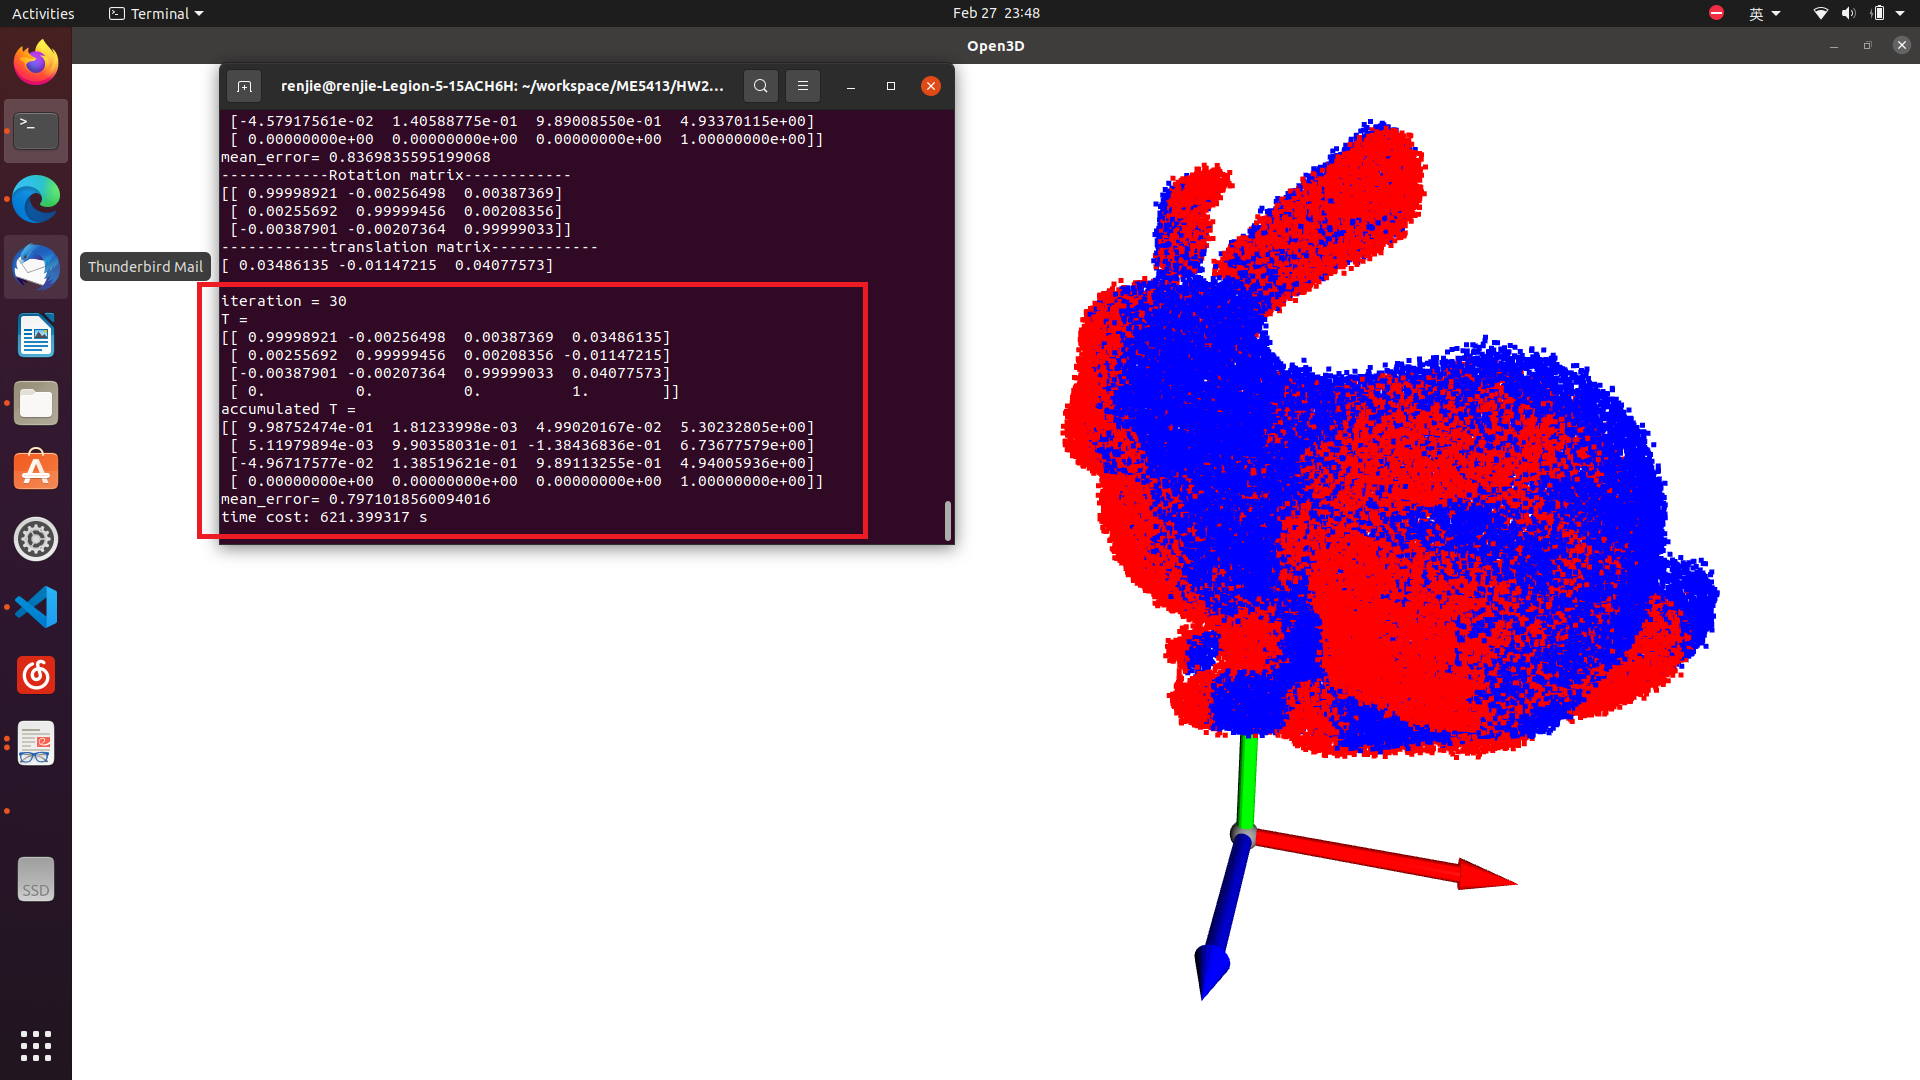 Activities
Terminal
Feb 27 23:48
英
Open3D
renjie@renjie-Legion-5-15ACH6H: ~/workspace/ME5413/HW2...
[-4.57917561e-02 1.40588775e-01 9.89008550e-01 4.93370115e+00]
[ 0.00000000e+00 0.00000000e+00 0.00000000e+00 1.00000000e+00]]
mean_error= 0.8369835595199068
------------Rotation matrix------------
[[ 0.99998921 -0.00256498 0.00387369]
[ 0.00255692 0.99999456 0.00208356]
[-0.00387901 -0.00207364 0.99999033]]
------------translation matrix------------
[ 0.03486135 -0.01147215 0.04077573]
Thunderbird Mail
iteration = 30
T =
[[ 0.99998921 -0.00256498 0.00387369 0.03486135]
[ 0.00255692 0.99999456 0.00208356 -0.01147215]
[-0.00387901 -0.00207364 0.99999033 0.04077573]
[ 0. 0. 0. 1. ]]
accumulated T =
[[ 9.98752474e-01 1.81233998e-03 4.99020167e-02 5.30232805e+00]
[ 5.11979894e-03 9.90358031e-01 -1.38436836e-01 6.73677579e+00]
[-4.96717577e-02 1.38519621e-01 9.89113255e-01 4.94005936e+00]
[ 0.00000000e+00 0.00000000e+00 0.00000000e+00 1.00000000e+00]]
mean_error= 0.7971018560094016
time cost: 621.399317 s
SSD